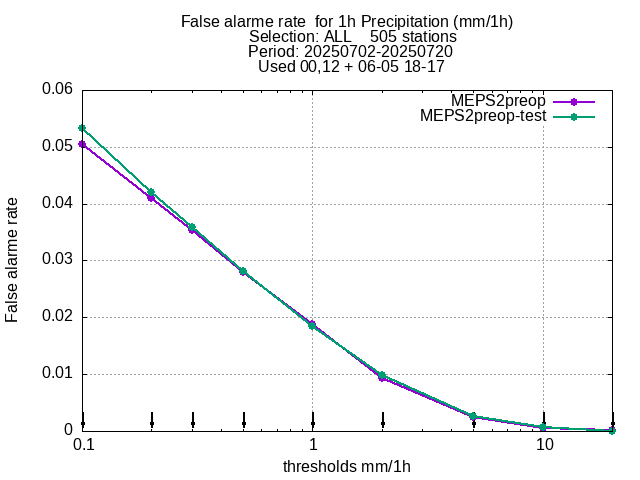 False alarme rate  for 1h Precipitation (mm/1h)
Selection: ALL    505 stations
Period: 20250702-20250720
Used 00,12 + 06-05 18-17
MEPS2preop
MEPS2preop-test
0.06
0.05
0.04
0.03
0.02
0.01
0
False alarme rate
0.1
1
10
thresholds mm/1h